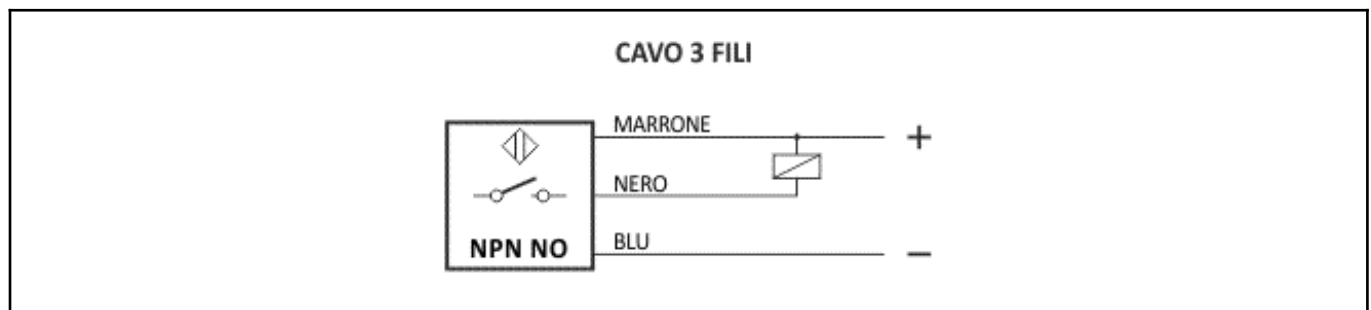 CAVO 3 FILI
MARRONE
+
NERO
NPN NO
BLU
−